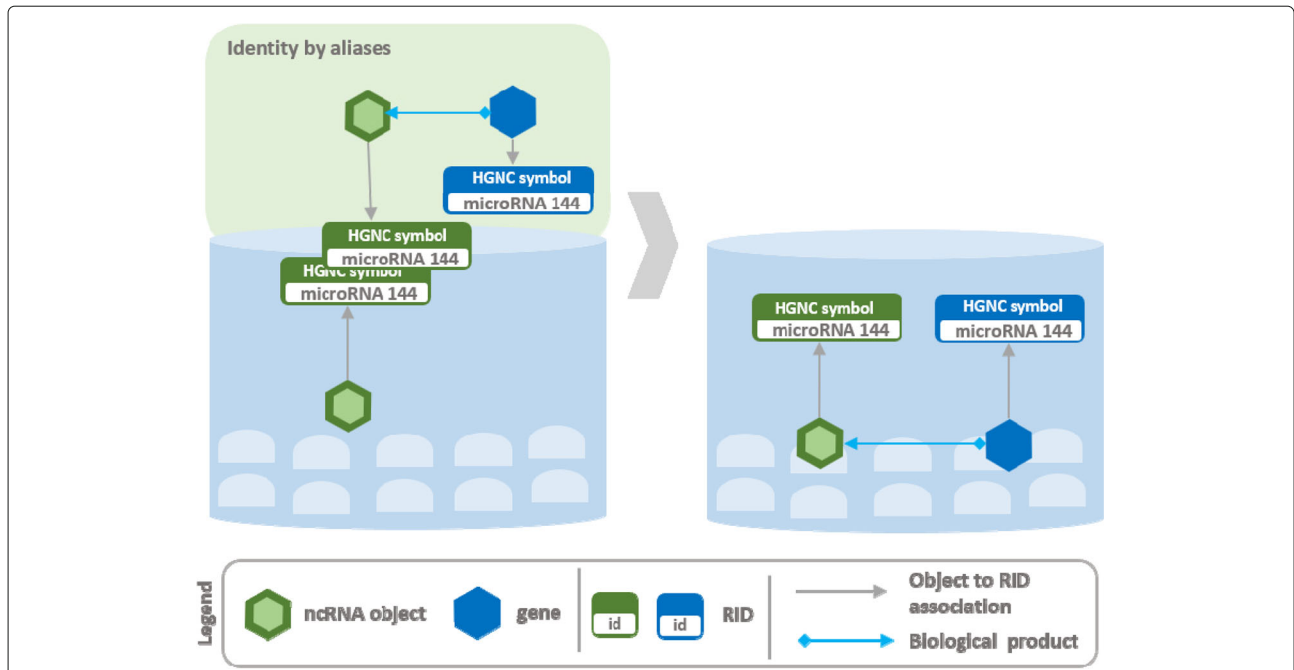 Identity by aliases
HGNC symbol
microRNA 144
HGNC symbol
microRNA 144
HGNC symbol
microRNA 144
HGNC symbol
microRNA 144
HGNC symbol
microRNA 144
Legend
ncRNA object
gene
id
id
RID
Object to RID
association
Biological product